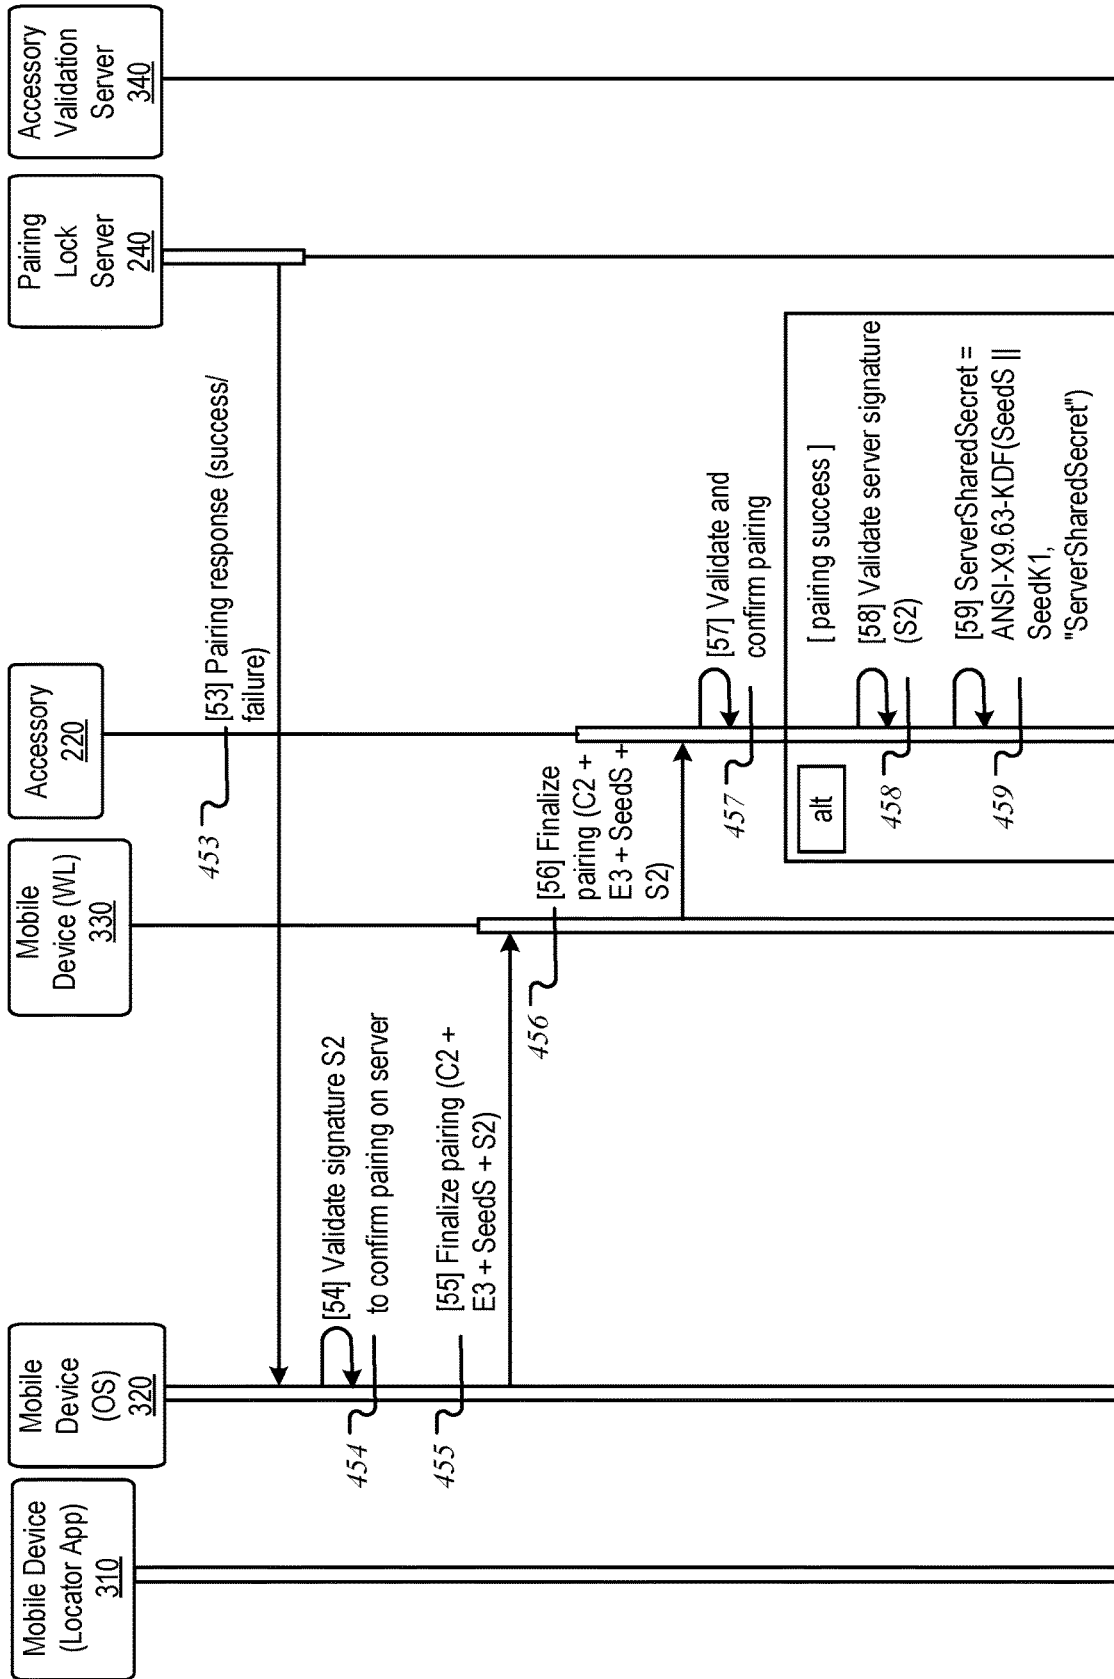 Mobile Device
(Locator App)
310
Mobile
Device
(OS)
320
Mobile
Device (WL)
330
Accessory
220
Pairing
Lock
Server
240
Accessory
Validation
Server
340
453
[53] Pairing response (success/
failure)
[54] Validate signature S2
to confirm pairing on server
454
[55] Finalize pairing (C2 +
E3 + SeedS + S2)
455
[56] Finalize
pairing (C2 +
E3 + SeedS +
S2)
456
[57] Validate and
confirm pairing
457
alt
[ pairing success ]
[58] Validate server signature
(S2)
458
[59] ServerSharedSecret =
ANSI-X9.63-KDF(SeedS ||
SeedK1,
"ServerSharedSecret")
459